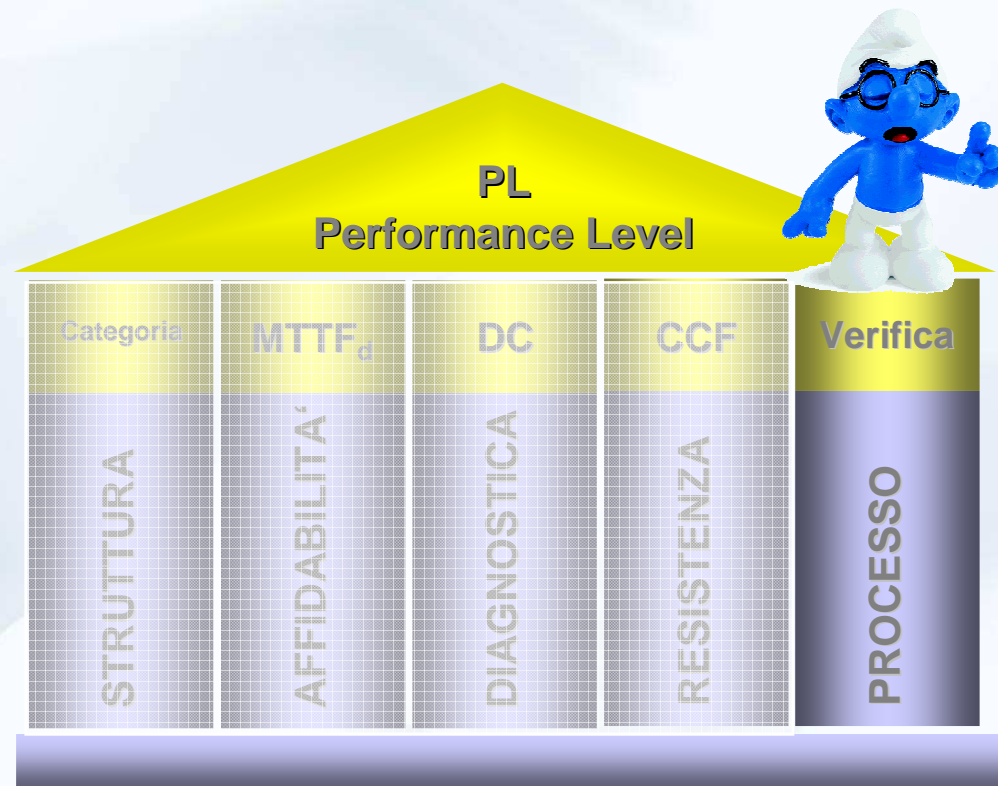 PL
Performance Level
Categoria
MTTFd
DC
CCF
Verifica
STRUTTURA
AFFIDABILITA‘
DIAGNOSTICA
RESISTENZA
PROCESSO